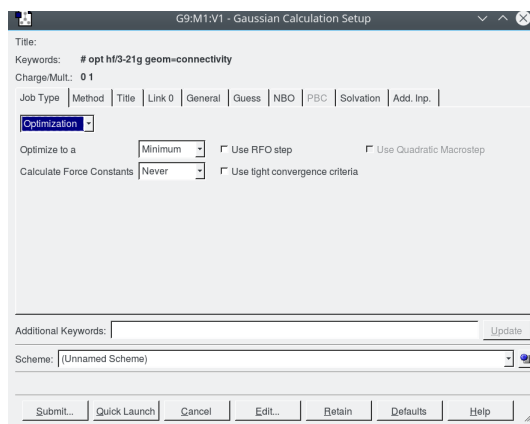 G9:M1:V1 - Gaussian Calculation Setup
Title:
Keywords: # opt hf/3-21g geom=connectivity
Charge/Mult.: 0 1
Job Type Method Title Link 0 General Guess NBO PBC Solvation Add. Inp.
Optimization
Optimize to a Minimum Use RFO step Use Quadratic Macrostep
Calculate Force Constants Never Use tight convergence criteria
Additional Keywords: Update
Scheme: (Unnamed Scheme)
Submit... Quick Launch Cancel Edit... Retain Defaults Help